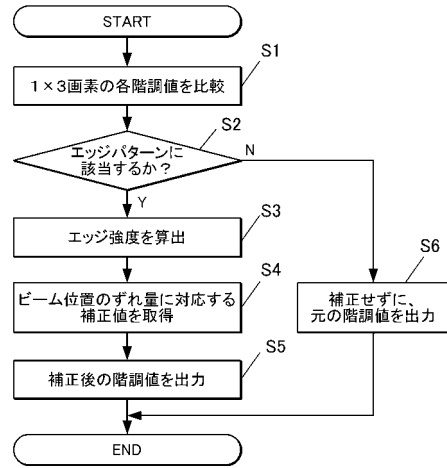 START
S1
1×3画素の各階調値を比較
S2
エッジパターンに
該当するか?
N
Y
S3
エッジ強度を算出
S4
S6
ビーム位置のずれ量に対応する
補正値を取得
補正せずに、
元の階調値を出力
S5
補正後の階調値を出力
END